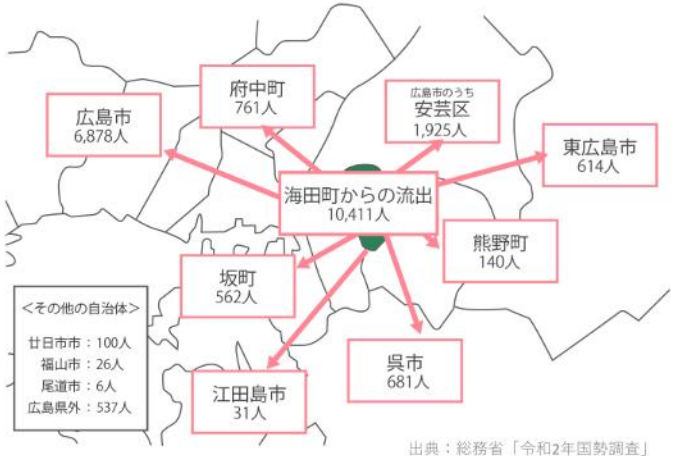 府中町
761人
広島市のうち
安芸区
1,925人
広島市
6,878人
東広島市
614人
海田町からの流出
10,411人
熊野町
140人
坂町
562人
＜その他の自治体＞
廿日市市：100人
福山市：26人
尾道市：6人
広島県外：537人
呉市
681人
江田島市
31人
出典：総務省「令和2年国勢調査」